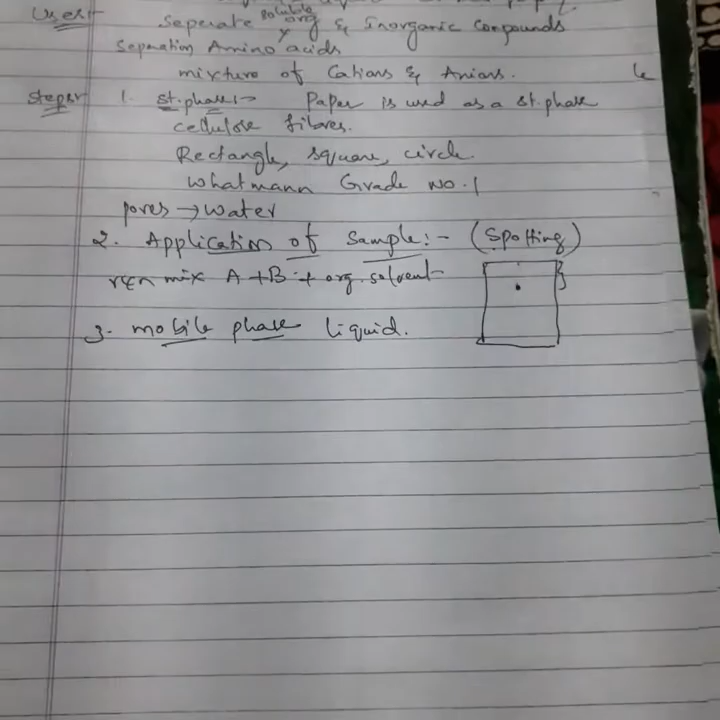 Uses:-
Seperate soluble org & Inorganic Compounds
Separation Amino acids
mixture of Cations & Anions.
Steps:-
1. st. phase:- Paper is used as a st. phase
cellulose fibres.
Rectangle, square, circle.
Whatmann Grade No. 1
pores → water
2. Application of Sample:- (Spotting)
rxn mix A + B + org. solvent
3. mobile phase liquid.